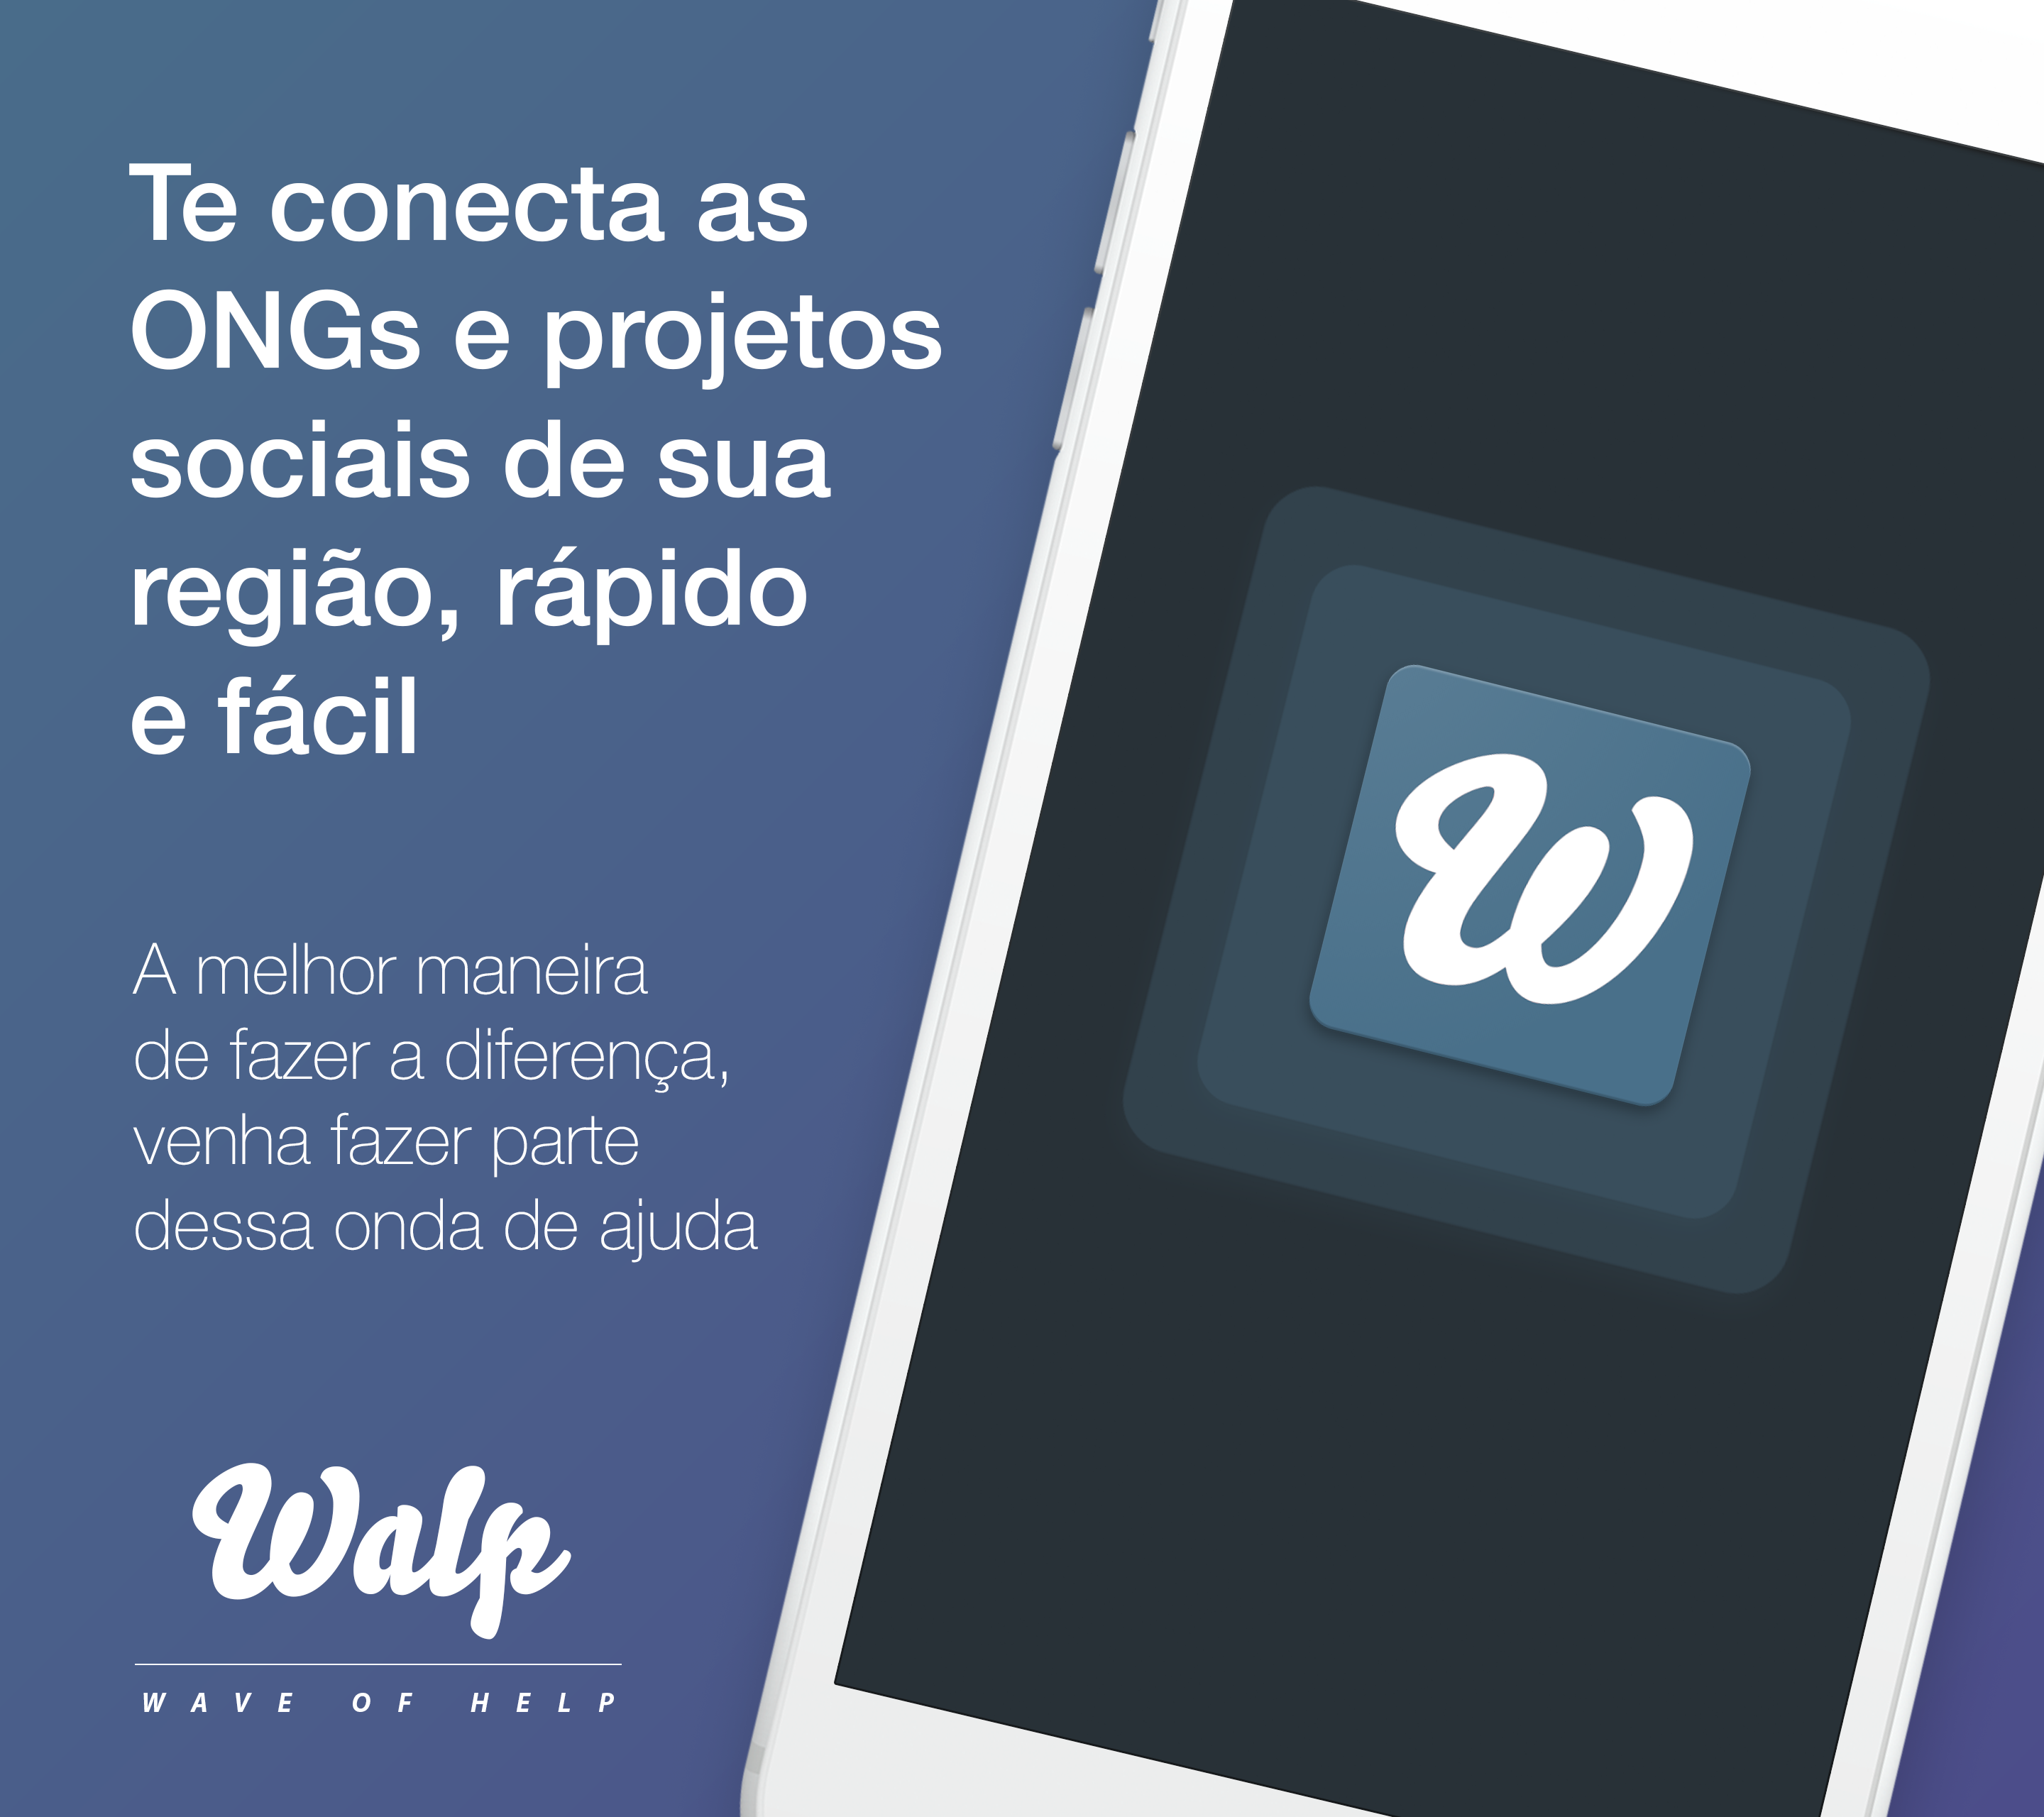 Te conecta as
ONGs e projetos
sociais de sua
região, rápido
e fácil
A melhor maneira
de fazer a diferença,
venha fazer parte
dessa onda de ajuda
Walp
WAVE OF HELP
W